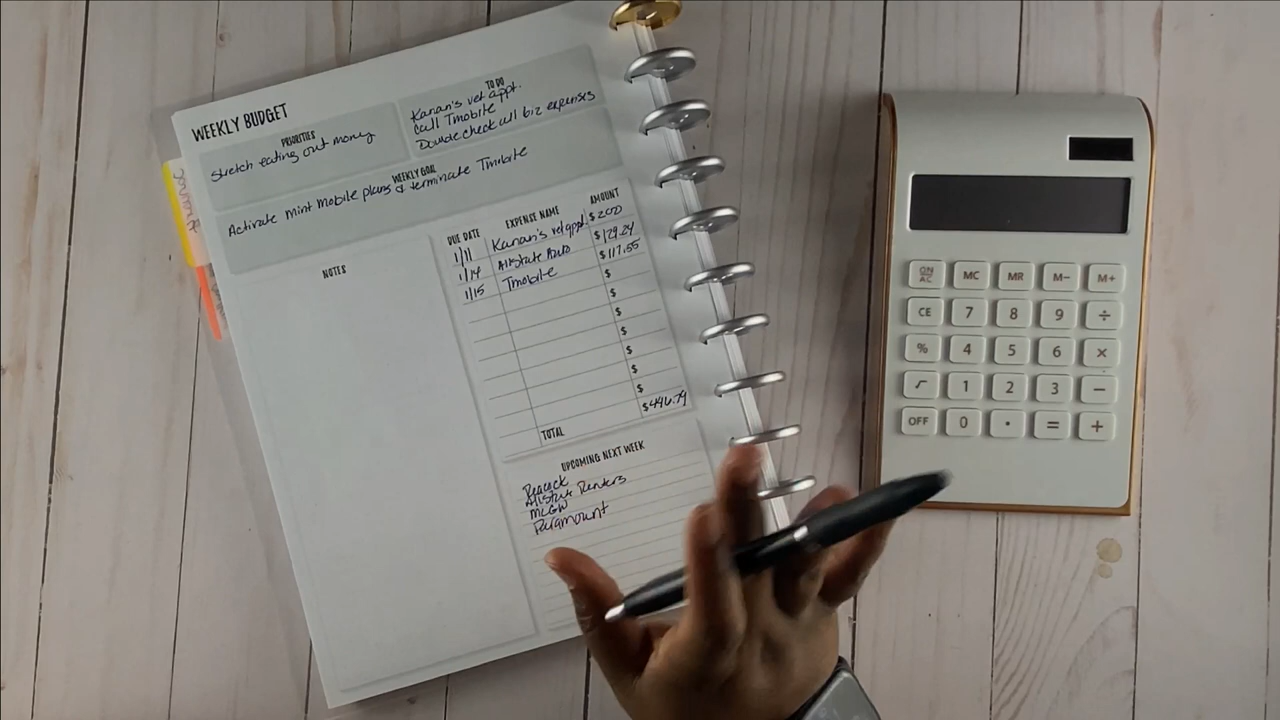 WEEKLY BUDGET
PRIORITIES
Stretch eating out money
TO DO
Kanan's vet appt.
call Tmobile
Double check all biz expenses
WEEKLY GOAL
Activate mint mobile plans & terminate Tmobile
NOTES
DUE DATE EXPENSE NAME AMOUNT
1/11 Kanan's vet appt. $200
1/14 Allstate Auto $129.24
1/15 Tmobile $117.55
$
$
$
$
$
$
$
TOTAL $446.79
UPCOMING NEXT WEEK
Peacock
Allstate Renters
MCGW
Paramount
ON AC MC MR M− M+
CE 7 8 9 ÷
% 4 5 6 ×
√ 1 2 3 −
OFF 0 · = +